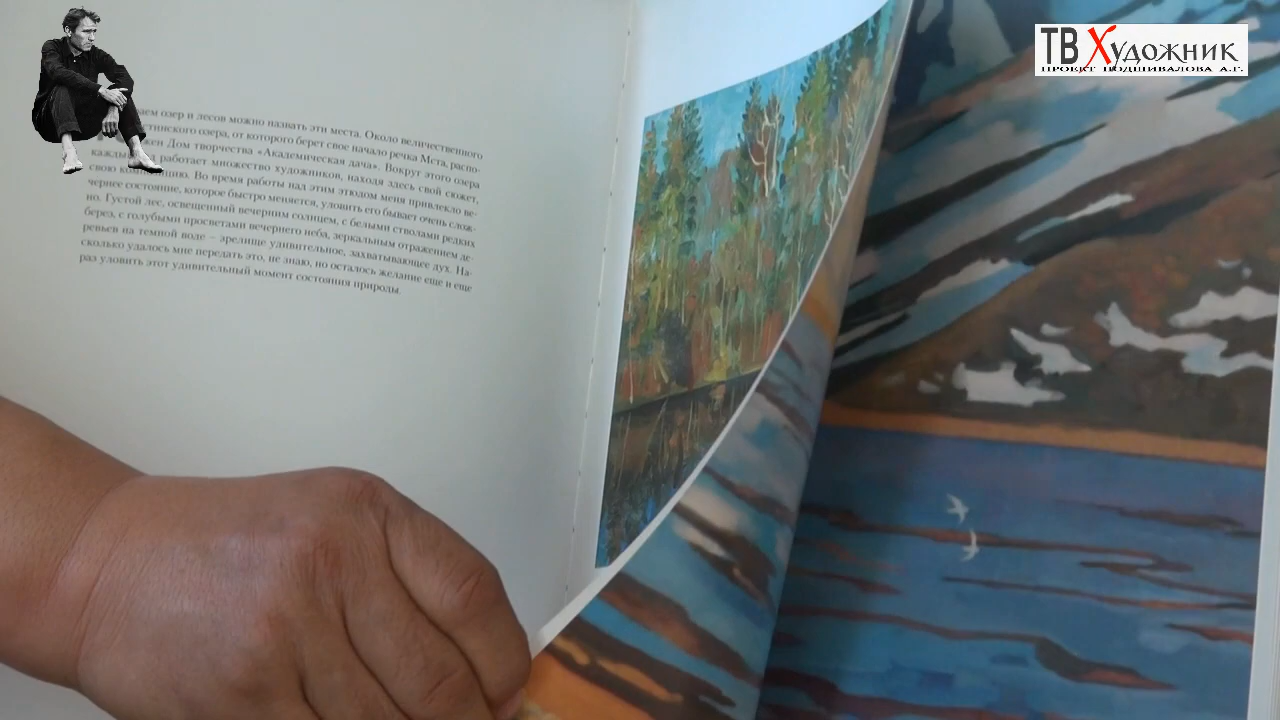 аем озер и лесов можно назвать эти места. Около величественного
тинского озера, от которого берет свое начало речка Мста, распо-
ен Дом творчества «Академическая дача». Вокруг этого озера
кажды работает множество художников, находя здесь свой сюжет,
свою композицию. Во время работы над этим этюдом меня привлекло ве-
чернее состояние, которое быстро меняется, уловить его бывает очень слож-
но. Густой лес, освещенный вечерним солнцем, с белыми стволами редких
берез, с голубыми просветами вечернего неба, зеркальным отражением де-
ревьев на темной воде – зрелище удивительное, захватывающее дух. На-
сколько удалось мне передать это, не знаю, но осталось желание еще и еще
раз уловить этот удивительный момент состояния природы.
ТВ Художник
ПРОЕКТ ПОДШИВАЛОВА А.Г.